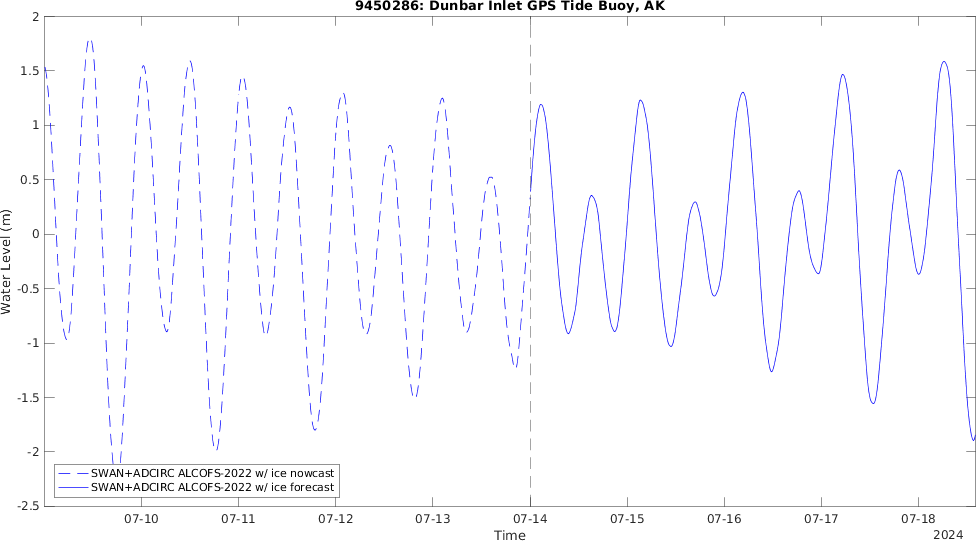 9450286: Dunbar Inlet GPS Tide Buoy, AK
Water Level (m)
2
1.5
1
0.5
0
-0.5
-1
-1.5
-2
-2.5
SWAN+ADCIRC ALCOFS-2022 w/ ice nowcast
SWAN+ADCIRC ALCOFS-2022 w/ ice forecast
07-10 07-11 07-12 07-13 07-14 07-15 07-16 07-17 07-18
Time
2024